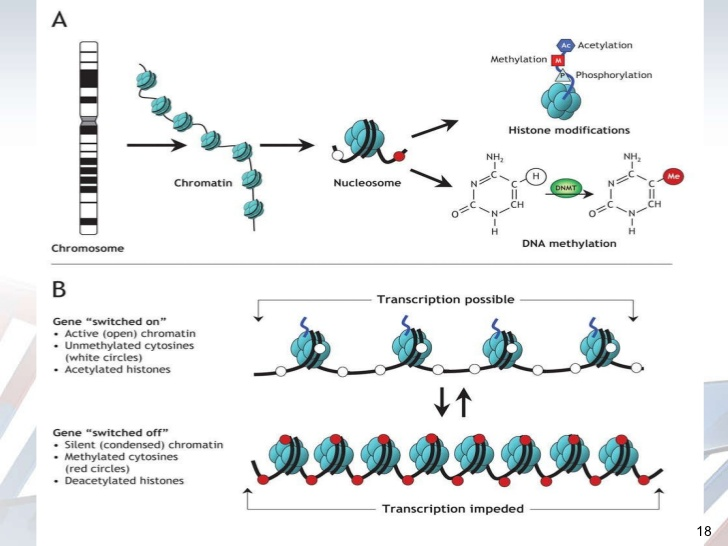 A
Ac Acetylation
Methylation M
P Phosphorylation
Histone modifications
Chromatin
Nucleosome
Chromosome
NH2
C
N
C
H
C
CH
O
N
H
DNMT
NH2
C
N
C
Me
C
CH
O
N
H
DNA methylation
B
Transcription possible
Gene “switched on”
• Active (open) chromatin
• Unmethylated cytosines
(white circles)
• Acetylated histones
Gene “switched off”
• Silent (condensed) chromatin
• Methylated cytosines
(red circles)
• Deacetylated histones
Transcription impeded
18